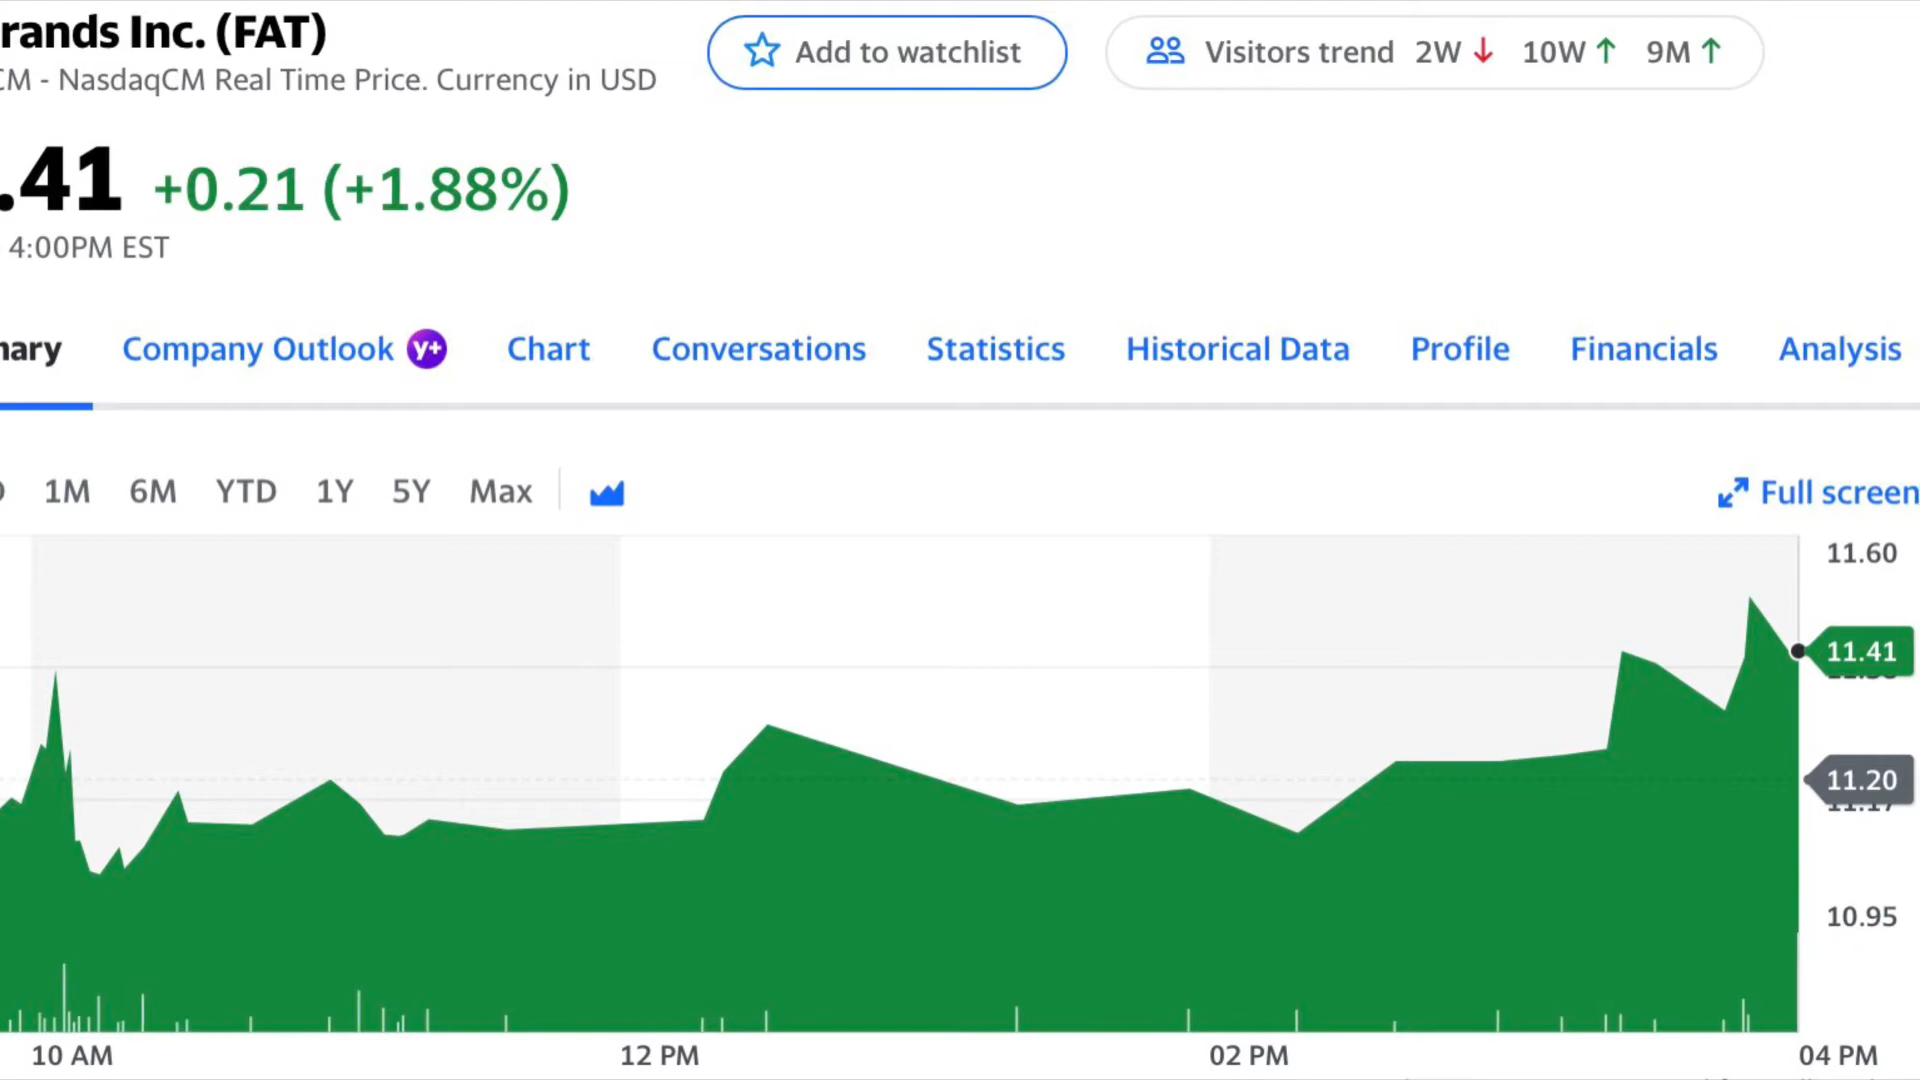 rands Inc. (FAT)
CM - NasdaqCM Real Time Price. Currency in USD
Add to watchlist
Visitors trend 2W 10W 9M
.41 +0.21 (+1.88%)
4:00PM EST
nary Company Outlook y+ Chart Conversations Statistics Historical Data Profile Financials Analysis
1M 6M YTD 1Y 5Y Max
Full screen
11.60
11.41
11.20
11.17
10.95
10 AM 12 PM 02 PM 04 PM